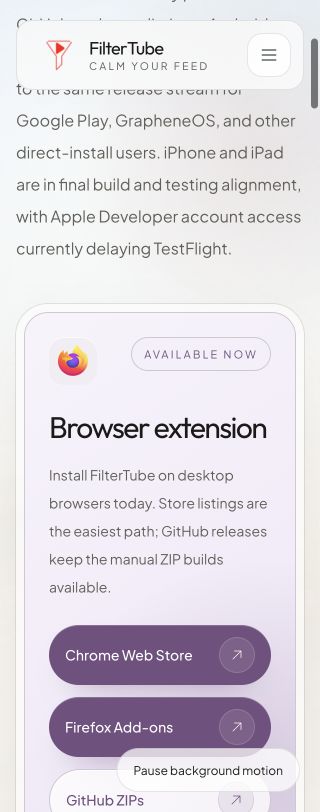 FilterTube
CALM YOUR FEED
to the same release stream for
Google Play, GrapheneOS, and other
direct-install users. iPhone and iPad
are in final build and testing alignment,
with Apple Developer account access
currently delaying TestFlight.
AVAILABLE NOW
Browser extension
Install FilterTube on desktop
browsers today. Store listings are
the easiest path; GitHub releases
keep the manual ZIP builds
available.
Chrome Web Store
Firefox Add-ons
Pause background motion
GitHub ZIPs